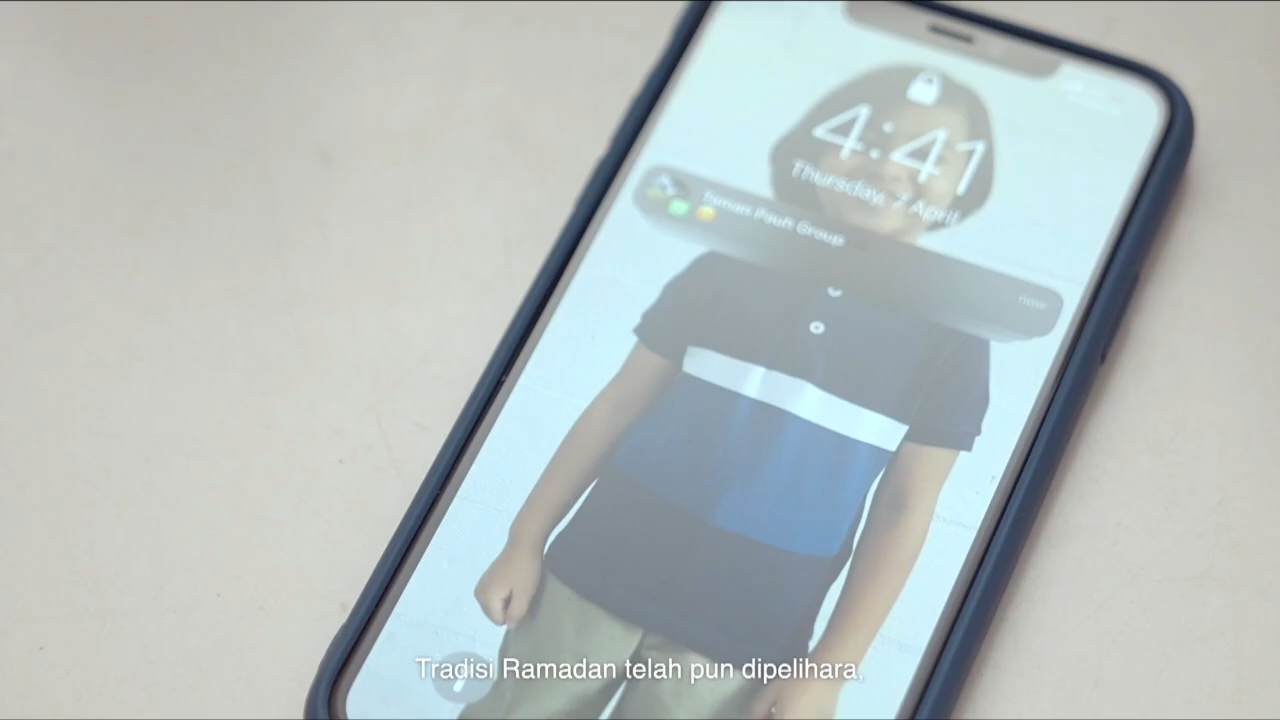 4:41
Thursday, 7 April
Taman Pauh Group
now
Tradisi Ramadan telah pun dipelihara,